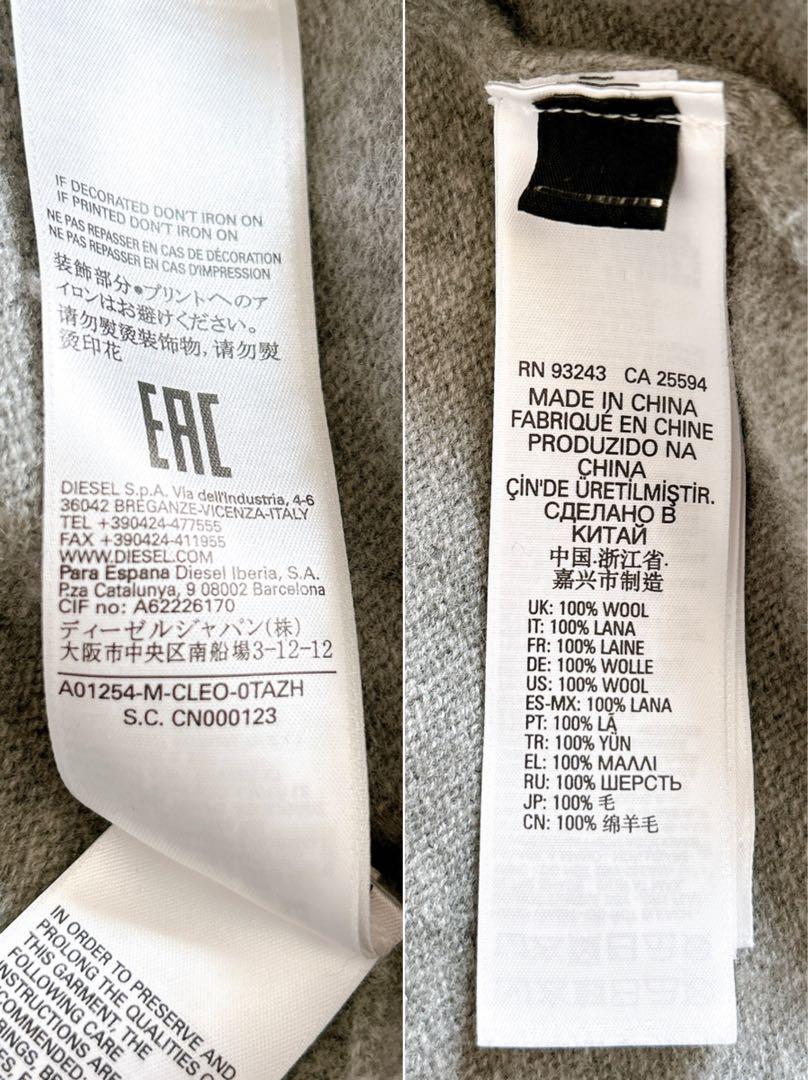 IF DECORATED DON'T IRON ON
IF PRINTED DON'T IRON ON
NE PAS REPASSER EN CAS DE DÉCORATION
NE PAS REPASSER EN CAS D'IMPRESSION
装飾部分●プリントへのア
イロンはお避けください。
请勿熨烫装饰物,请勿熨
烫印花
EAC
DIESEL S.p.A. Via dell'Industria, 4-6
36042 BREGANZE-VICENZA-ITALY
TEL +390424-477555
FAX +390424-411955
WWW.DIESEL.COM
Para Espana Diesel Iberia, S.A.
P.za Catalunya, 9 08002 Barcelona
CIF no: A62226170
ディーゼルジャパン(株)
大阪市中央区南船場3-12-12
A01254-M-CLEO-0TAZH
S.C. CN000123
IN ORDER TO PRESERVE AND
PROLONG THE QUALITIES OF
THIS GARMENT, THE
FOLLOWING CARE
INSTRUCTIONS ARE
RN 93243 CA 25594
MADE IN CHINA
FABRIQUÉ EN CHINE
PRODUZIDO NA
CHINA
ÇİN'DE ÜRETİLMİŞTİR.
СДЕЛАНО В
КИТАЙ
中国.浙江省.
嘉兴市制造
UK: 100% WOOL
IT: 100% LANA
FR: 100% LAINE
DE: 100% WOLLE
US: 100% WOOL
ES-MX: 100% LANA
PT: 100% LÃ
TR: 100% YÜN
EL: 100% ΜΑΛΛΙ
RU: 100% ШЕРСТЬ
JP: 100% 毛
CN: 100% 绵羊毛